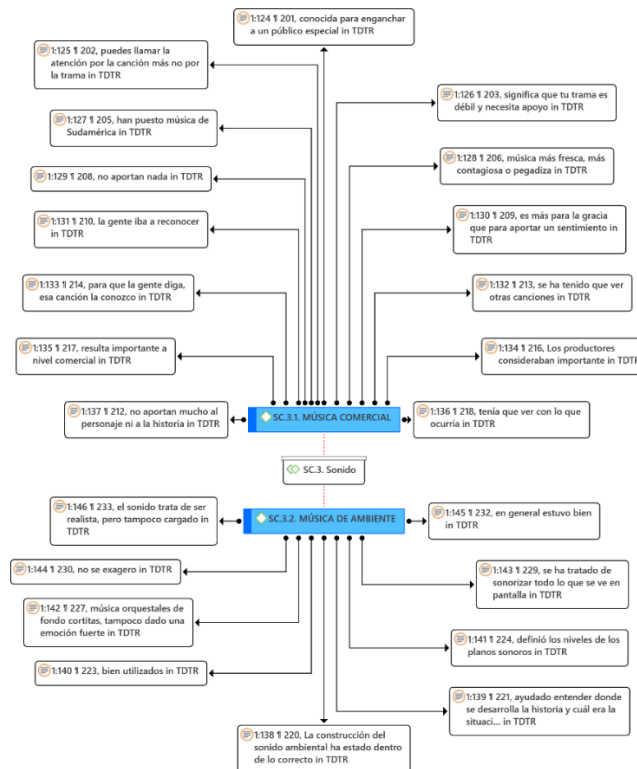 1:124 ¶ 201, conocida para enganchar
a un público especial in TDTR
1:125 ¶ 202, puedes llamar la
atención por la canción más no por
la trama in TDTR
1:126 ¶ 203, significa que tu trama es
débil y necesita apoyo in TDTR
1:127 ¶ 205, han puesto música de
Sudamérica in TDTR
1:128 ¶ 206, música más fresca, más
contagiosa o pegadiza in TDTR
1:129 ¶ 208, no aportan nada in TDTR
1:130 ¶ 209, es más para la gracia
que para aportar un sentimiento in
TDTR
1:131 ¶ 210, la gente iba a reconocer
in TDTR
1:132 ¶ 213, se ha tenido que ver
otras canciones in TDTR
1:133 ¶ 214, para que la gente diga,
esa canción la conozco in TDTR
1:134 ¶ 216, Los productores
consideraban importante in TDTR
1:135 ¶ 217, resulta importante a
nivel comercial in TDTR
1:137 ¶ 212, no aportan mucho al
personaje ni a la historia in TDTR
SC.3.1. MÚSICA COMERCIAL
1:136 ¶ 218, tenía que ver con lo que
ocurría in TDTR
SC.3. Sonido
1:146 ¶ 233, el sonido trata de ser
realista, pero tampoco cargado in
TDTR
SC.3.2. MÚSICA DE AMBIENTE
1:145 ¶ 232, en general estuvo bien
in TDTR
1:144 ¶ 230, no se exagero in TDTR
1:143 ¶ 229, se ha tratado de
sonorizar todo lo que se ve en
pantalla in TDTR
1:142 ¶ 227, música orquestales de
fondo cortitas, tampoco dado una
emoción fuerte in TDTR
1:141 ¶ 224, definió los niveles de los
planos sonoros in TDTR
1:140 ¶ 223, bien utilizados in TDTR
1:139 ¶ 221, ayudado entender donde
se desarrolla la historia y cuál era la
situaci... in TDTR
1:138 ¶ 220, La construcción del
sonido ambiental ha estado dentro
de lo correcto in TDTR